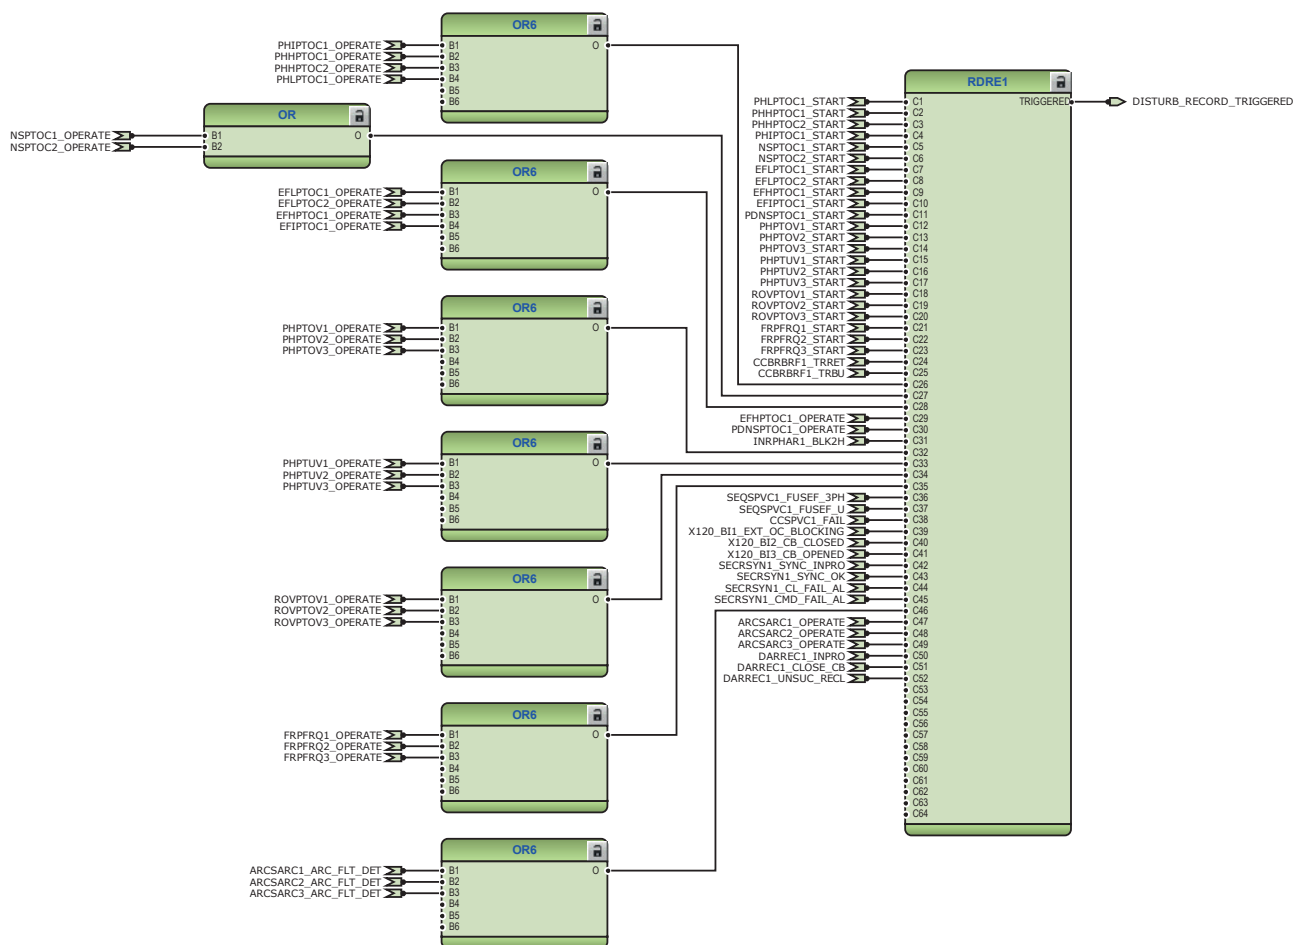 OR6
PHIPTOC1_OPERATE B1 O
PHHPTOC1_OPERATE B2
PHHPTOC2_OPERATE B3
PHLPTOC1_OPERATE B4
B5
B6
OR
NSPTOC1_OPERATE B1 O
NSPTOC2_OPERATE B2
OR6
EFLPTOC1_OPERATE B1 O
EFLPTOC2_OPERATE B2
EFHPTOC1_OPERATE B3
EFIPTOC1_OPERATE B4
B5
B6
OR6
PHPTOV1_OPERATE B1 O
PHPTOV2_OPERATE B2
PHPTOV3_OPERATE B3
B4
B5
B6
OR6
PHPTUV1_OPERATE B1 O
PHPTUV2_OPERATE B2
PHPTUV3_OPERATE B3
B4
B5
B6
OR6
ROVPTOV1_OPERATE B1 O
ROVPTOV2_OPERATE B2
ROVPTOV3_OPERATE B3
B4
B5
B6
OR6
FRPFRQ1_OPERATE B1 O
FRPFRQ2_OPERATE B2
FRPFRQ3_OPERATE B3
B4
B5
B6
OR6
ARCSARC1_ARC_FLT_DET B1 O
ARCSARC2_ARC_FLT_DET B2
ARCSARC3_ARC_FLT_DET B3
B4
B5
B6
RDRE1
PHLPTOC1_START C1 TRIGGERED DISTURB_RECORD_TRIGGERED
PHHPTOC1_START C2
PHHPTOC2_START C3
PHIPTOC1_START C4
NSPTOC1_START C5
NSPTOC2_START C6
EFLPTOC1_START C7
EFLPTOC2_START C8
EFHPTOC1_START C9
EFIPTOC1_START C10
PDNSPTOC1_START C11
PHPTOV1_START C12
PHPTOV2_START C13
PHPTOV3_START C14
PHPTUV1_START C15
PHPTUV2_START C16
PHPTUV3_START C17
ROVPTOV1_START C18
ROVPTOV2_START C19
ROVPTOV3_START C20
FRPFRQ1_START C21
FRPFRQ2_START C22
FRPFRQ3_START C23
CCBRBRF1_TRRET C24
CCBRBRF1_TRBU C25
C26
C27
C28
EFHPTOC1_OPERATE C29
PDNSPTOC1_OPERATE C30
INRPHAR1_BLK2H C31
C32
C33
C34
C35
SEQSPVC1_FUSEF_3PH C36
SEQSPVC1_FUSEF_U C37
CCSPVC1_FAIL C38
X120_BI1_EXT_OC_BLOCKING C39
X120_BI2_CB_CLOSED C40
X120_BI3_CB_OPENED C41
SECRSYN1_SYNC_INPRO C42
SECRSYN1_SYNC_OK C43
SECRSYN1_CL_FAIL_AL C44
SECRSYN1_CMD_FAIL_AL C45
C46
ARCSARC1_OPERATE C47
ARCSARC2_OPERATE C48
ARCSARC3_OPERATE C49
DARREC1_INPRO C50
DARREC1_CLOSE_CB C51
DARREC1_UNSUC_RECL C52
C53
C54
C55
C56
C57
C58
C59
C60
C61
C62
C63
C64